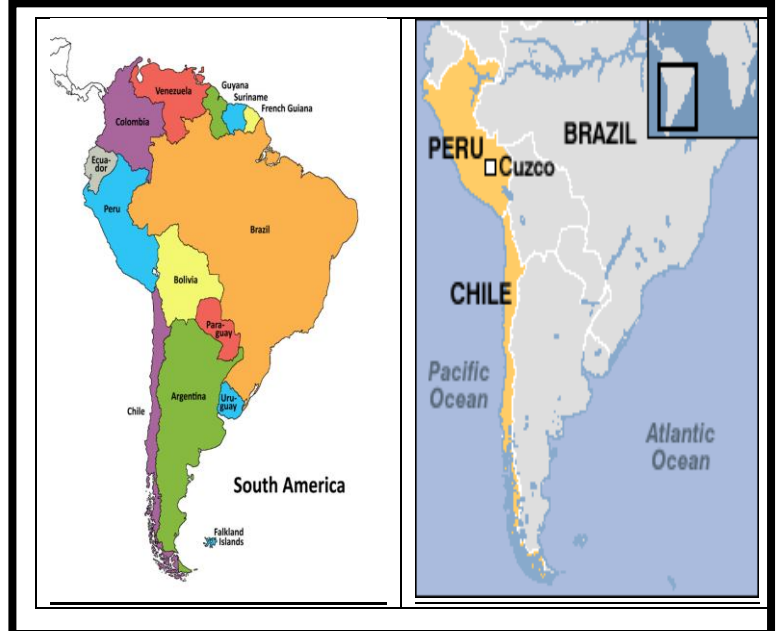 Venezuela
Guyana
Suriname
French Guiana
Colombia
Ecua-
dor
Peru
Brazil
Bolivia
Para-
guay
Chile
Argentina
Uru-
guay
South America
Falkland
Islands
BRAZIL
PERU
Cuzco
CHILE
Pacific
Ocean
Atlantic
Ocean